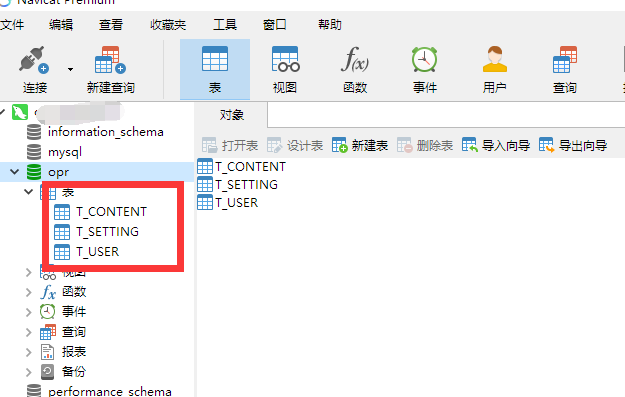 Navicat Premium
文件 编辑 查看 收藏夹 工具 窗口 帮助
连接 新建查询 表 视图 函数 事件 用户 查询
对象
information_schema
mysql
opr
表
T_CONTENT
T_SETTING
T_USER
视图
函数
事件
查询
报表
备份
performance_schema
打开表 设计表 新建表 删除表 导入向导 导出向导
T_CONTENT
T_SETTING
T_USER